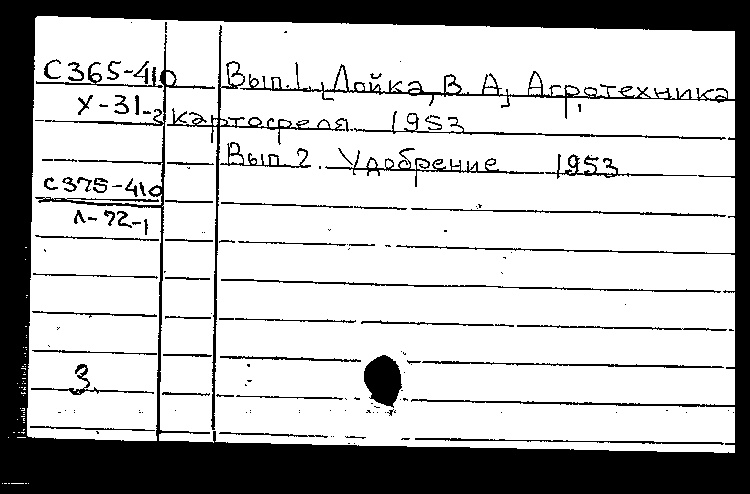 С365-410 Вып.1. [Лойка, В. А] Агротехника
Х-31-2 картофеля 1953
Вып 2. Удобрение 1953
С375-410
Л-72-1
3